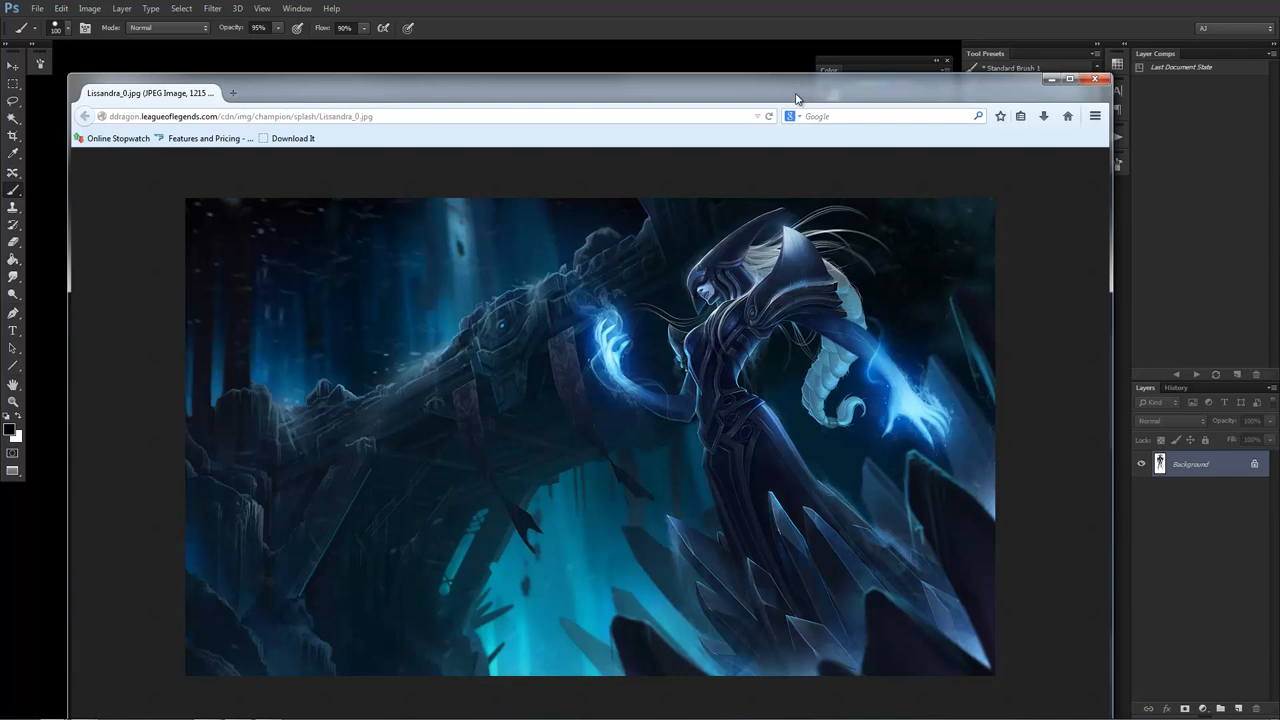 Ps File Edit Image Layer Type Select Filter 3D View Window Help
100 Mode: Normal Opacity: 95% Flow: 90% AJ
Tool Presets Layer Comps
Color * Standard Brush 1 Last Document State
Lissandra_0.jpg (JPEG Image, 1215 ...
ddragon.leagueoflegends.com/cdn/img/champion/splash/Lissandra_0.jpg Google
Online Stopwatch Features and Pricing - ... Download It
Layers History
Kind
Normal Opacity: 100%
Lock: Fill: 100%
Background